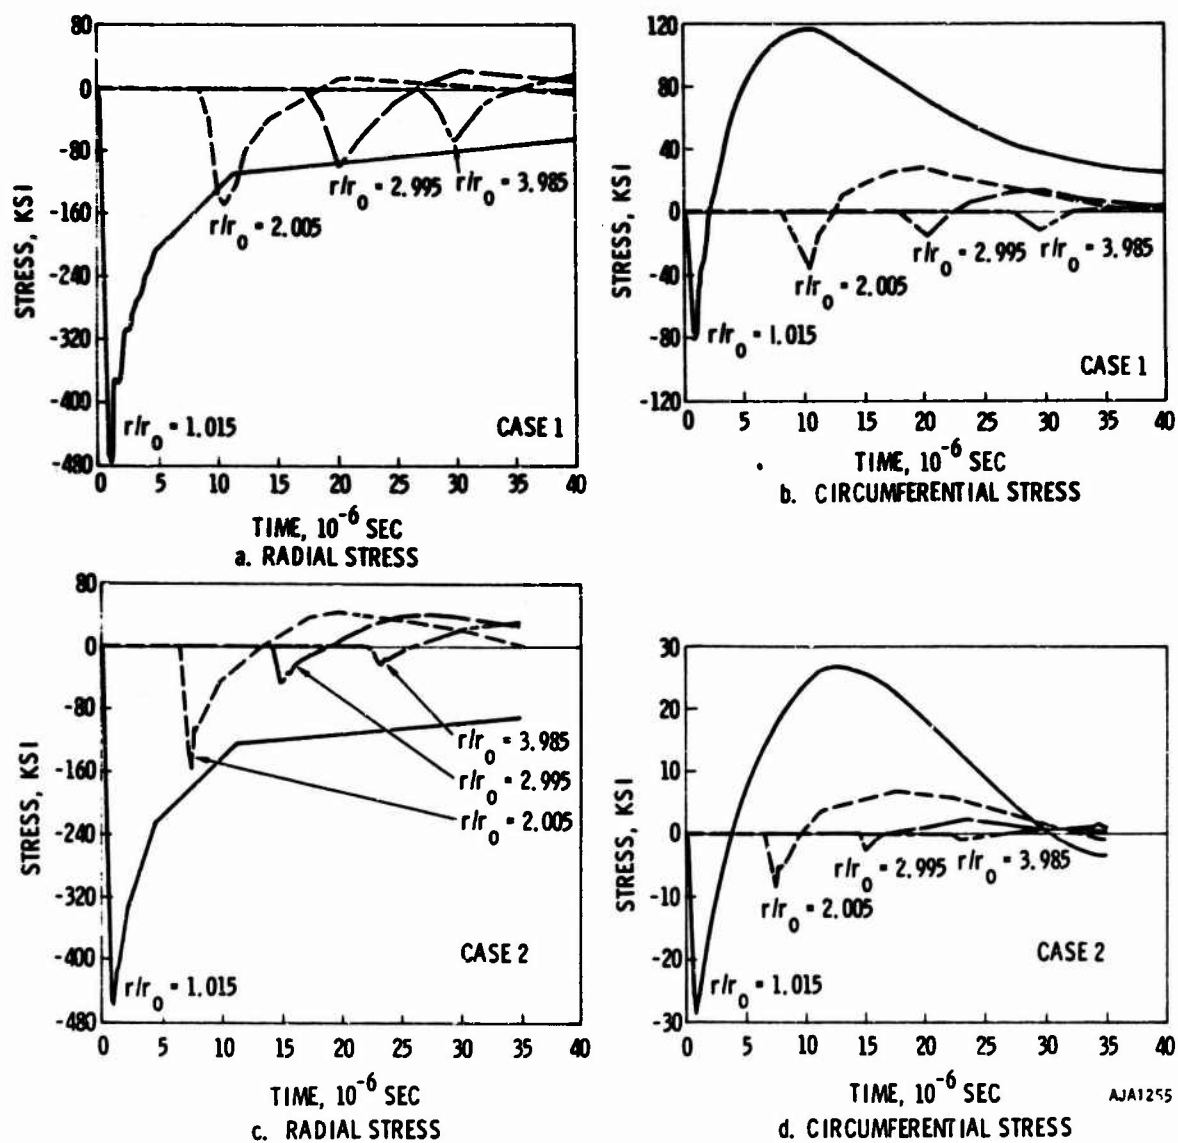 80
0
-80
-160
-240
-320
-400
-480
STRESS, KSI
r/r0 = 2.995
r/r0 = 3.985
r/r0 = 2.005
r/r0 = 1.015
CASE 1
0 5 10 15 20 25 30 35 40
TIME, 10-6 SEC
a. RADIAL STRESS
120
80
40
0
-40
-80
-120
STRESS, KSI
r/r0 = 2.995
r/r0 = 3.985
r/r0 = 2.005
r/r0 = 1.015
CASE 1
0 5 10 15 20 25 30 35 40
TIME, 10-6 SEC
b. CIRCUMFERENTIAL STRESS
80
0
-80
-160
-240
-320
-400
-480
STRESS, KSI
r/r0 = 3.985
r/r0 = 2.995
r/r0 = 2.005
CASE 2
r/r0 = 1.015
0 5 10 15 20 25 30 35 40
TIME, 10-6 SEC
c. RADIAL STRESS
30
20
10
0
-10
-20
-30
STRESS, KSI
r/r0 = 2.995
r/r0 = 3.985
r/r0 = 2.005
CASE 2
r/r0 = 1.015
0 5 10 15 20 25 30 35 40
TIME, 10-6 SEC
AJA1255
d. CIRCUMFERENTIAL STRESS